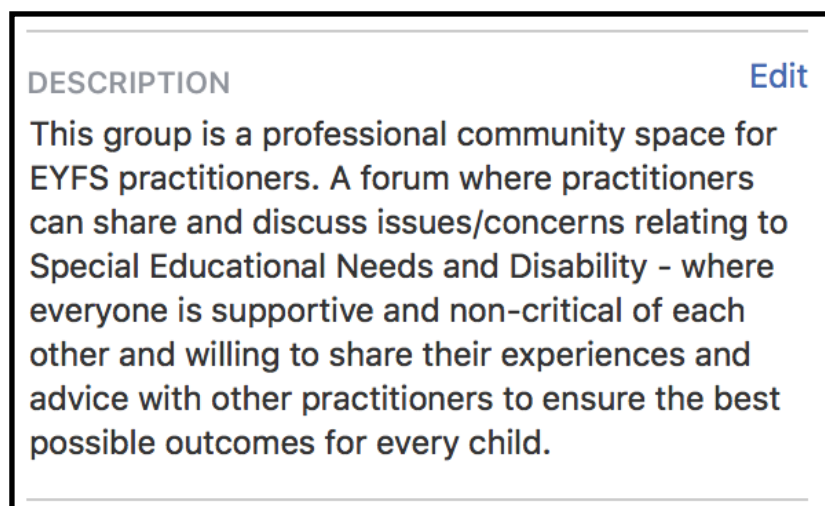 DESCRIPTION
Edit
This group is a professional community space for
EYFS practitioners. A forum where practitioners
can share and discuss issues/concerns relating to
Special Educational Needs and Disability - where
everyone is supportive and non-critical of each
other and willing to share their experiences and
advice with other practitioners to ensure the best
possible outcomes for every child.